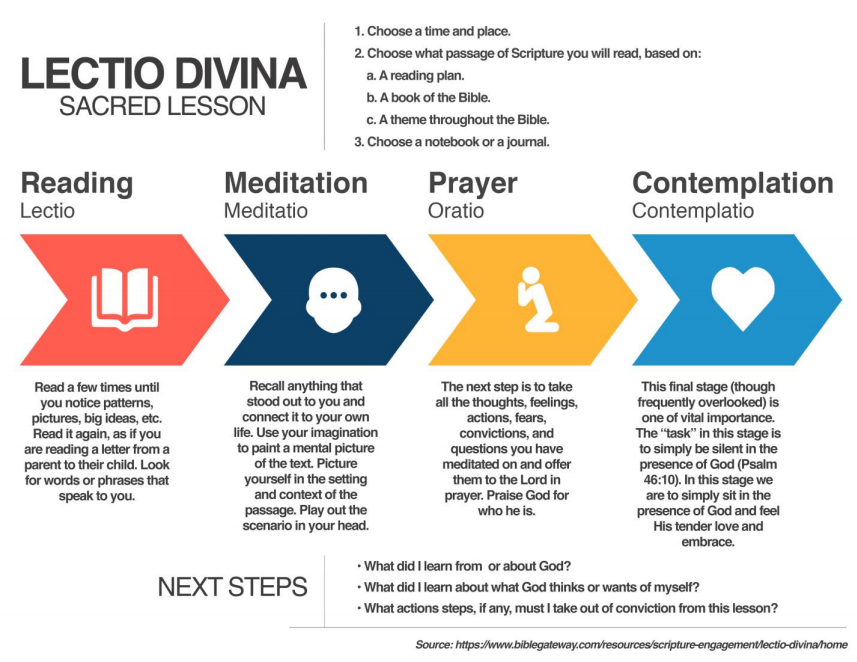 LECTIO DIVINA
SACRED LESSON
1. Choose a time and place.
2. Choose what passage of Scripture you will read, based on:
a. A reading plan.
b. A book of the Bible.
c. A theme throughout the Bible.
3. Choose a notebook or a journal.
Reading
Lectio
Read a few times until
you notice patterns,
pictures, big ideas, etc.
Read it again, as if you
are reading a letter from a
parent to their child. Look
for words or phrases that
speak to you.
Meditation
Meditatio
Recall anything that
stood out to you and
connect it to your own
life. Use your imagination
to paint a mental picture
of the text. Picture
yourself in the setting
and context of the
passage. Play out the
scenario in your head.
Prayer
Oratio
The next step is to take
all the thoughts, feelings,
actions, fears,
convictions, and
questions you have
meditated on and offer
them to the Lord in
prayer. Praise God for
who he is.
Contemplation
Contemplatio
This final stage (though
frequently overlooked) is
one of vital importance.
The “task” in this stage is
to simply be silent in the
presence of God (Psalm
46:10). In this stage we
are to simply sit in the
presence of God and feel
His tender love and
embrace.
NEXT STEPS
• What did I learn from or about God?
• What did I learn about what God thinks or wants of myself?
• What actions steps, if any, must I take out of conviction from this lesson?
Source: https://www.biblegateway.com/resources/scripture-engagement/lectio-divina/home